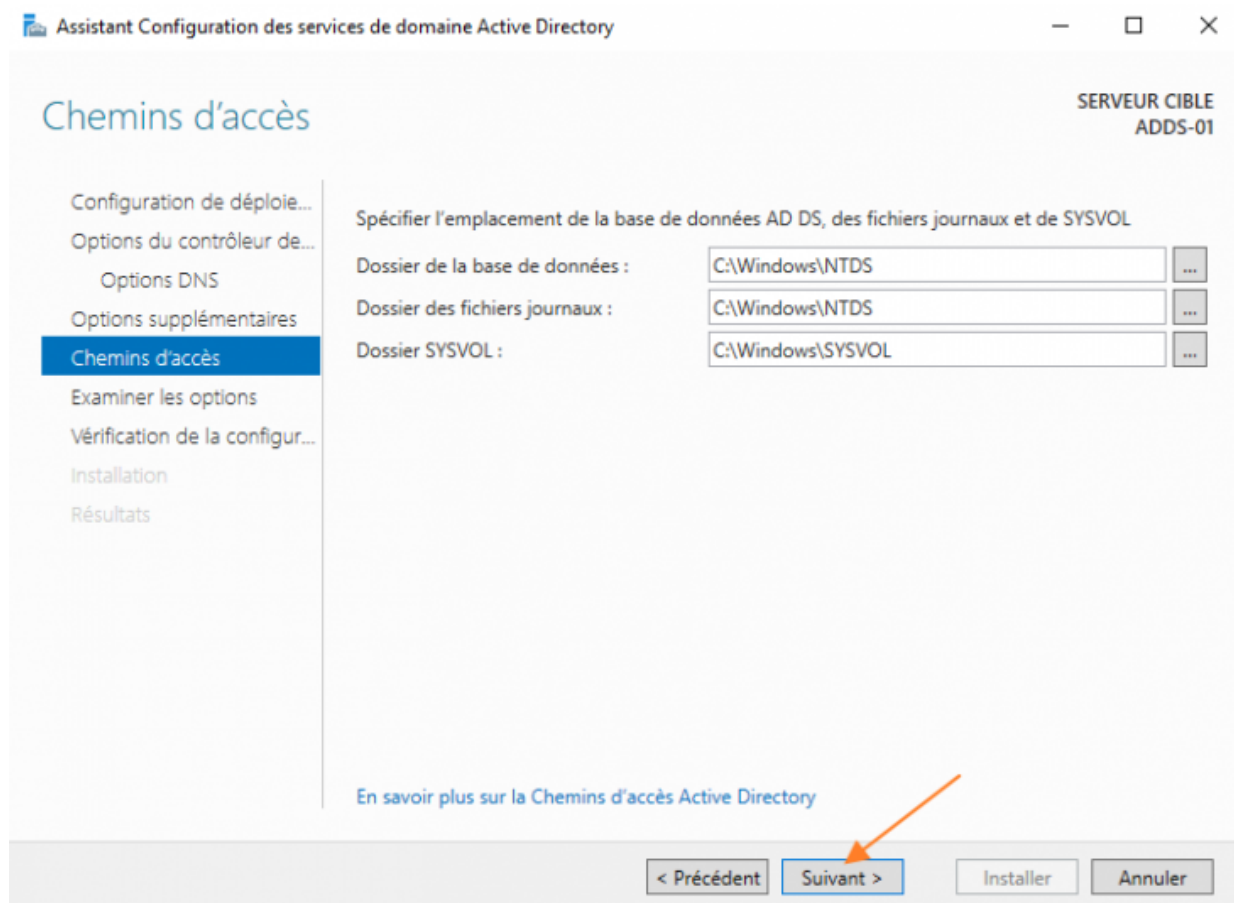 Assistant Configuration des services de domaine Active Directory
Chemins d'accès
SERVEUR CIBLE
ADDS-01
Configuration de déploie...
Options du contrôleur de...
Options DNS
Options supplémentaires
Chemins d'accès
Examiner les options
Vérification de la configur...
Installation
Résultats
Spécifier l'emplacement de la base de données AD DS, des fichiers journaux et de SYSVOL
Dossier de la base de données : C:\Windows\NTDS ...
Dossier des fichiers journaux : C:\Windows\NTDS ...
Dossier SYSVOL : C:\Windows\SYSVOL ...
En savoir plus sur la Chemins d'accès Active Directory
< Précédent Suivant > Installer Annuler